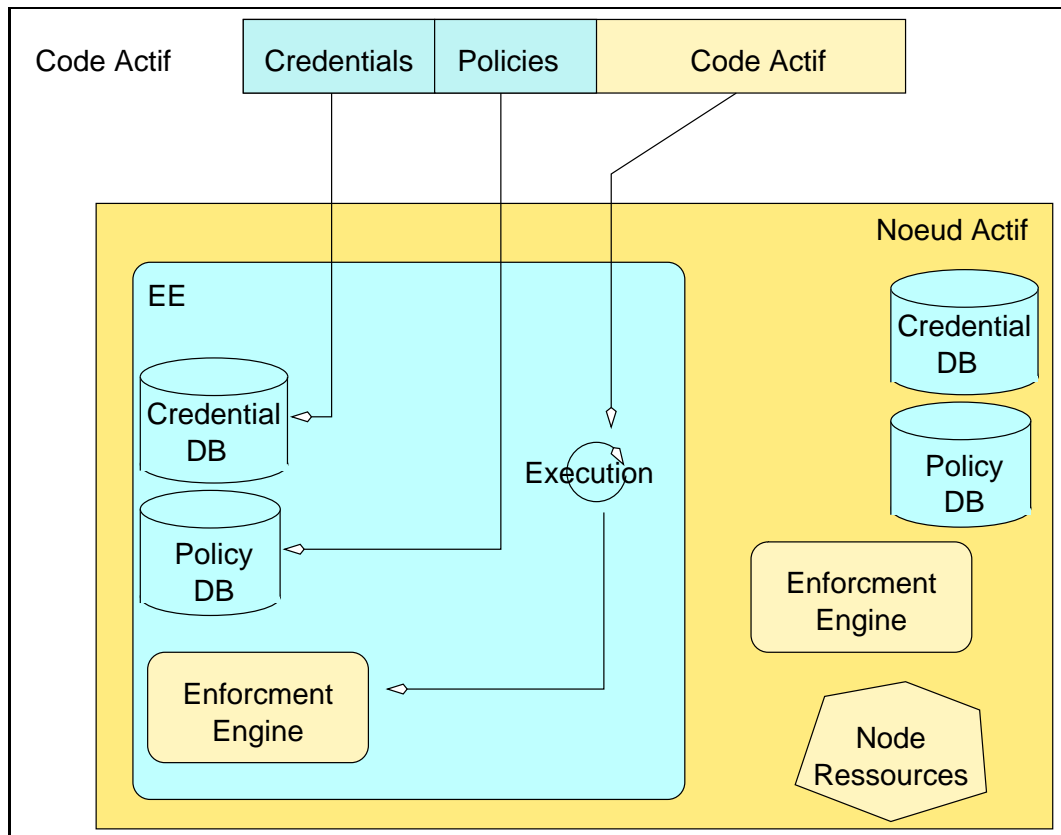 Code Actif
Credentials
Policies
Code Actif
Noeud Actif
EE
Credential
DB
Credential
DB
Policy
DB
Execution
Policy
DB
Enforcment
Engine
Enforcment
Engine
Node
Ressources